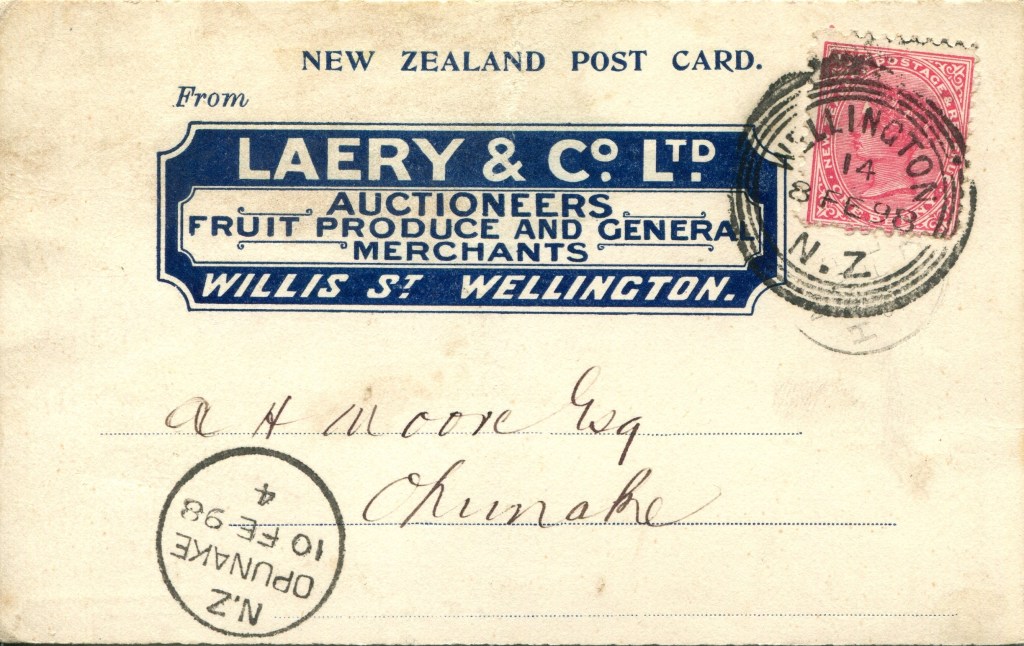 NEW ZEALAND POST CARD.
From
LAERY & Cº. LTD
AUCTIONEERS
FRUIT PRODUCE AND GENERAL
MERCHANTS
WILLIS ST. WELLINGTON.
POSTAGE &
WELLINGTON
14
8 FE 98
N.Z
A H Moore Esq
Opunake
4
10 FE 98
OPUNAKE
N.Z